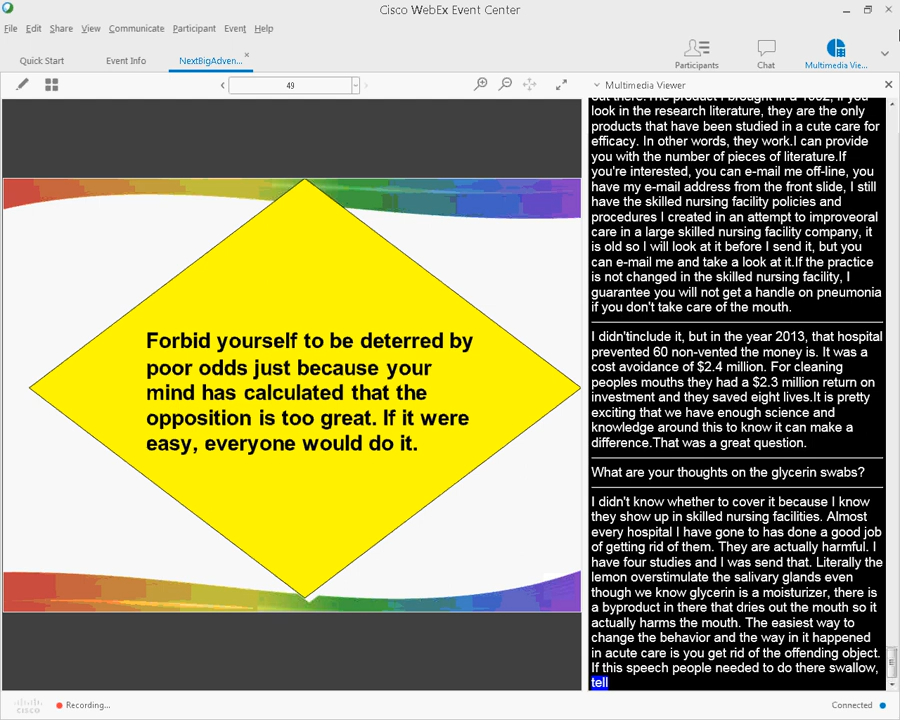 Cisco WebEx Event Center
File Edit Share View Communicate Participant Event Help
Quick Start Event Info NextBigAdven...
Participants Chat Multimedia Vie...
49
Multimedia Viewer
Forbid yourself to be deterred by
poor odds just because your
mind has calculated that the
opposition is too great. If it were
easy, everyone would do it.
look in the research literature, they are the only
products that have been studied in a cute care for
efficacy. In other words, they work.I can provide
you with the number of pieces of literature.If
you're interested, you can e-mail me off-line, you
have my e-mail address from the front slide, I still
have the skilled nursing facility policies and
procedures I created in an attempt to improveoral
care in a large skilled nursing facility company, it
is old so I will look at it before I send it, but you
can e-mail me and take a look at it.If the practice
is not changed in the skilled nursing facility, I
guarantee you will not get a handle on pneumonia
if you don't take care of the mouth.
I didn'tinclude it, but in the year 2013, that hospital
prevented 60 non-vented the money is. It was a
cost avoidance of $2.4 million. For cleaning
peoples mouths they had a $2.3 million return on
investment and they saved eight lives.It is pretty
exciting that we have enough science and
knowledge around this to know it can make a
difference.That was a great question.
What are your thoughts on the glycerin swabs?
I didn't know whether to cover it because I know
they show up in skilled nursing facilities. Almost
every hospital I have gone to has done a good job
of getting rid of them. They are actually harmful. I
have four studies and I was send that. Literally the
lemon overstimulate the salivary glands even
though we know glycerin is a moisturizer, there is
a byproduct in there that dries out the mouth so it
actually harms the mouth. The easiest way to
change the behavior and the way in it happened
in acute care is you get rid of the offending object.
If this speech people needed to do there swallow,
tell
cisco Recording... Connected